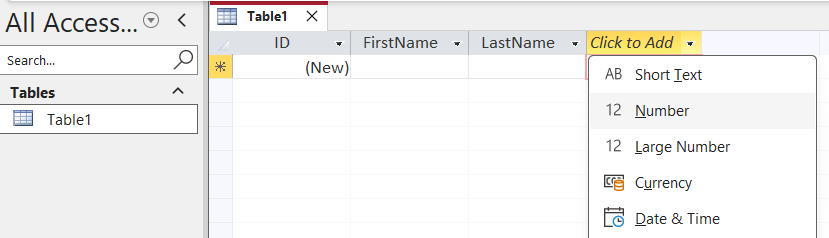 All Access...
Search...
Tables
Table1
Table1
ID FirstName LastName Click to Add
(New)
AB Short Text
12 Number
12 Large Number
Currency
Date & Time